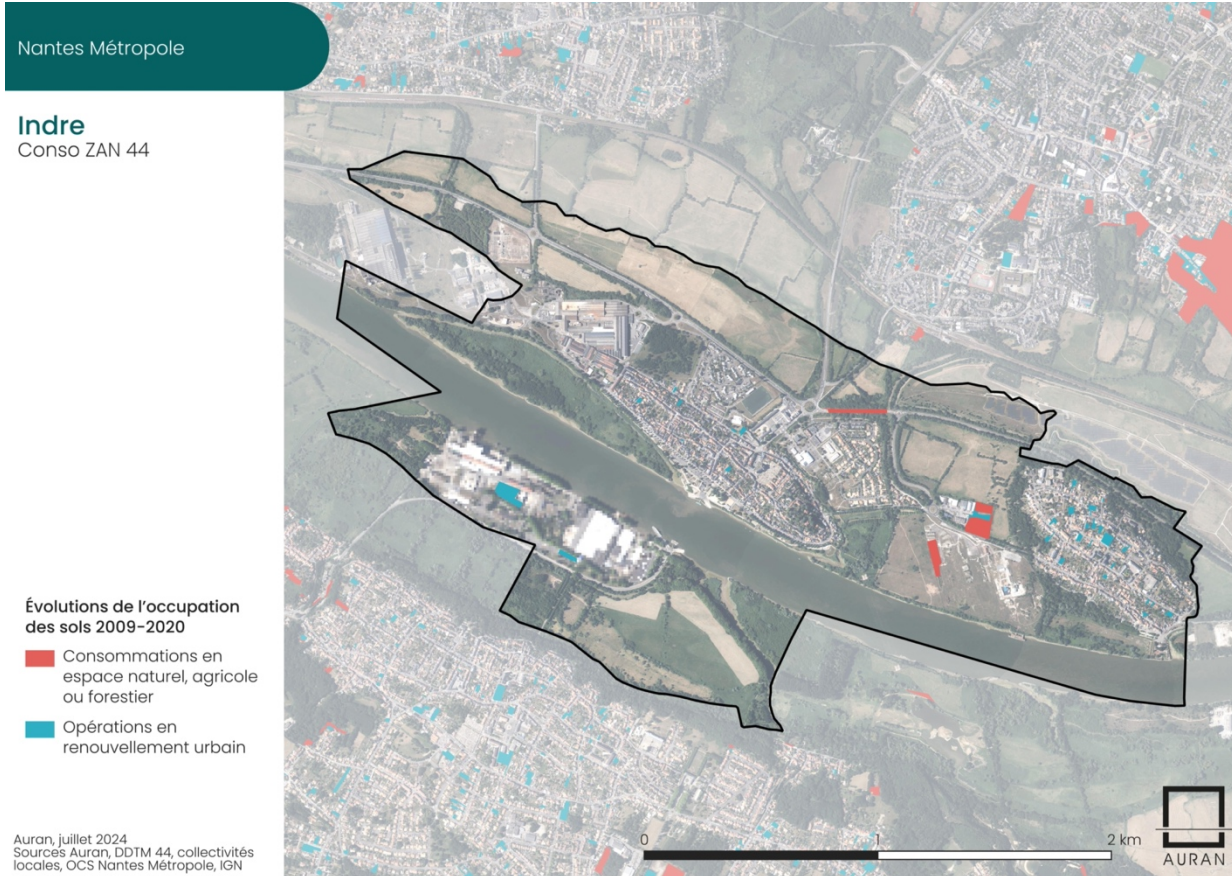 Nantes Métropole
Indre
Conso ZAN 44
Évolutions de l'occupation
des sols 2009-2020
Consommations en
espace naturel, agricole
ou forestier
Opérations en
renouvellement urbain
Auran, juillet 2024
Sources Auran, DDTM 44, collectivités
locales, OCS Nantes Métropole, IGN
0 1 2 km
AURAN